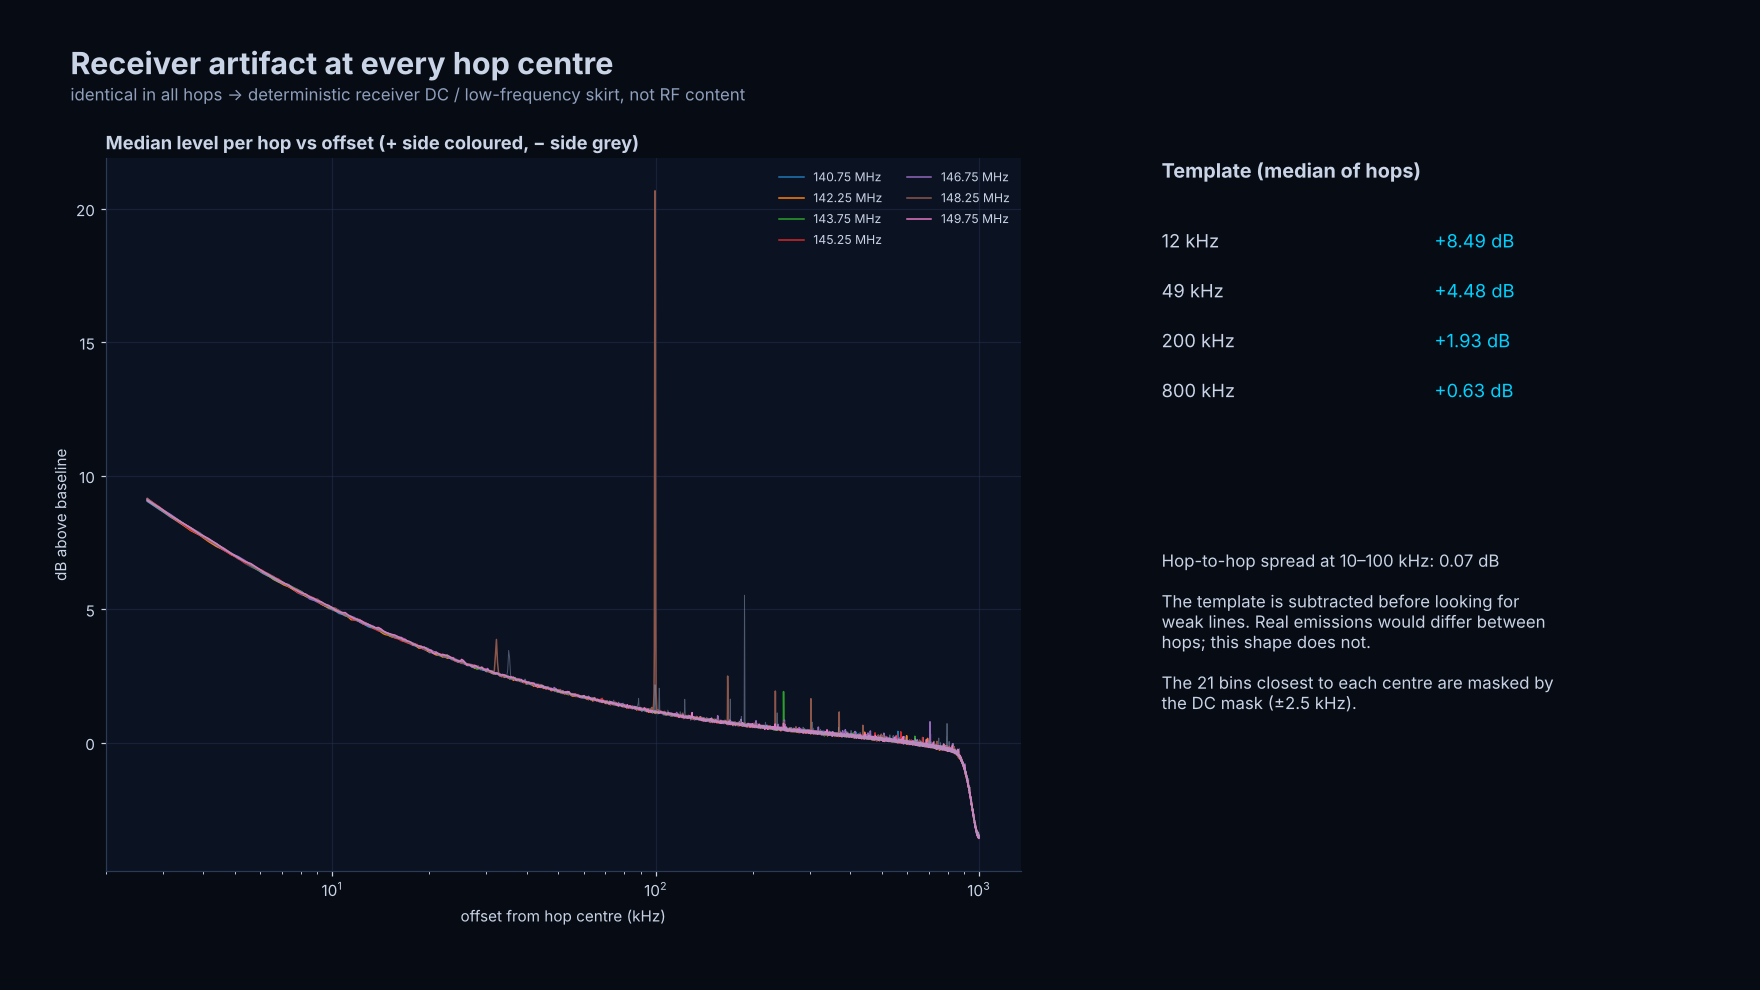 Receiver artifact at every hop centre
identical in all hops → deterministic receiver DC / low-frequency skirt, not RF content
Median level per hop vs offset (+ side coloured, − side grey)
140.75 MHz
142.25 MHz
143.75 MHz
145.25 MHz
146.75 MHz
148.25 MHz
149.75 MHz
20
15
10
5
0
dB above baseline
10¹
10²
10³
offset from hop centre (kHz)
Template (median of hops)
12 kHz +8.49 dB
49 kHz +4.48 dB
200 kHz +1.93 dB
800 kHz +0.63 dB
Hop-to-hop spread at 10–100 kHz: 0.07 dB
The template is subtracted before looking for
weak lines. Real emissions would differ between
hops; this shape does not.
The 21 bins closest to each centre are masked by
the DC mask (±2.5 kHz).